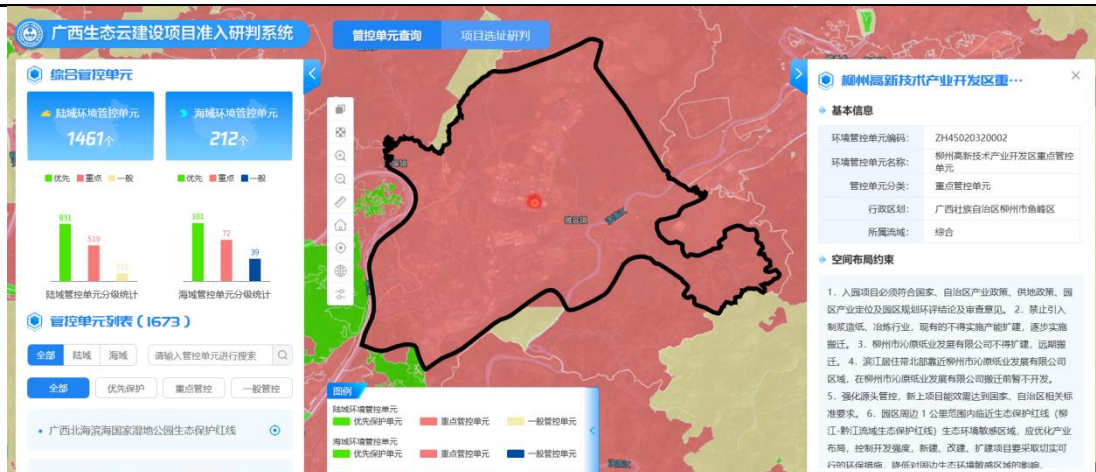 广西生态云建设项目准入研判系统
管控单元查询
项目选址研判
综合管控单元
陆域环境管控单元
1461个
海域环境管控单元
212个
优先 重点 一般
优先 重点 一般
831
519
111
101
72
39
陆域管控单元分级统计
海域管控单元分级统计
管控单元列表(1673)
全部 陆域 海域
请输入管控单元进行搜索
全部 优先保护 重点管控 一般管控
广西北海滨海国家湿地公园生态保护红线
雒容镇
洛清江
图例
陆域环境管控单元
优先保护单元 重点管控单元 一般管控单元
海域环境管控单元
优先保护单元 重点管控单元 一般管控单元
柳州高新技术产业开发区重…
基本信息
环境管控单元编码: ZH45020320002
环境管控单元名称: 柳州高新技术产业开发区重点管控
单元
管控单元分类: 重点管控单元
行政区划: 广西壮族自治区柳州市鱼峰区
所属流域: 综合
空间布局约束
1. 入园项目必须符合国家、自治区产业政策、供地政策、园
区产业定位及园区规划环评结论及审查意见。 2. 禁止引入
制浆造纸、冶炼行业,现有的不得实施产能扩建,逐步实施
搬迁。 3. 柳州市沁原纸业发展有限公司不得扩建,远期搬
迁。 4. 滨江居住荷北部靠近柳州市沁原纸业发展有限公司
区域,在柳州市沁原纸业发展有限公司搬迁前暂不开发。
5. 强化源头管控,新上项目能效需达到国家、自治区相关标
准要求。 6. 园区周边 1 公里范围内临近生态保护红线(柳
江-黔江流域生态保护红线)生态环境敏感区域,应优化产业
布局,控制开发强度,新建、改建、扩建项目要采取切实可
行的环保措施,降低对周边生态环境敏感区域的影响。